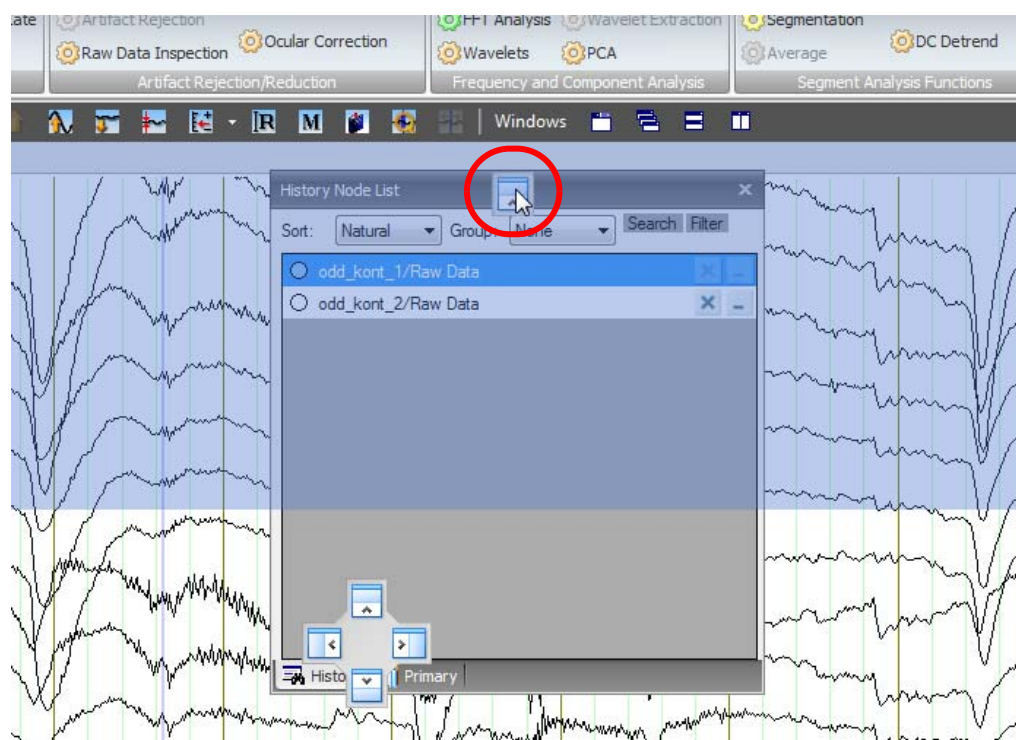 Artifact Rejection
FFT Analysis Wavelet Extraction
Segmentation
Raw Data Inspection Ocular Correction
Wavelets PCA
Average DC Detrend
Artifact Rejection/Reduction
Frequency and Component Analysis
Segment Analysis Functions
R M Windows
History Node List
Sort: Natural Group: None Search Filter
odd_kont_1/Raw Data
odd_kont_2/Raw Data
Histo Primary